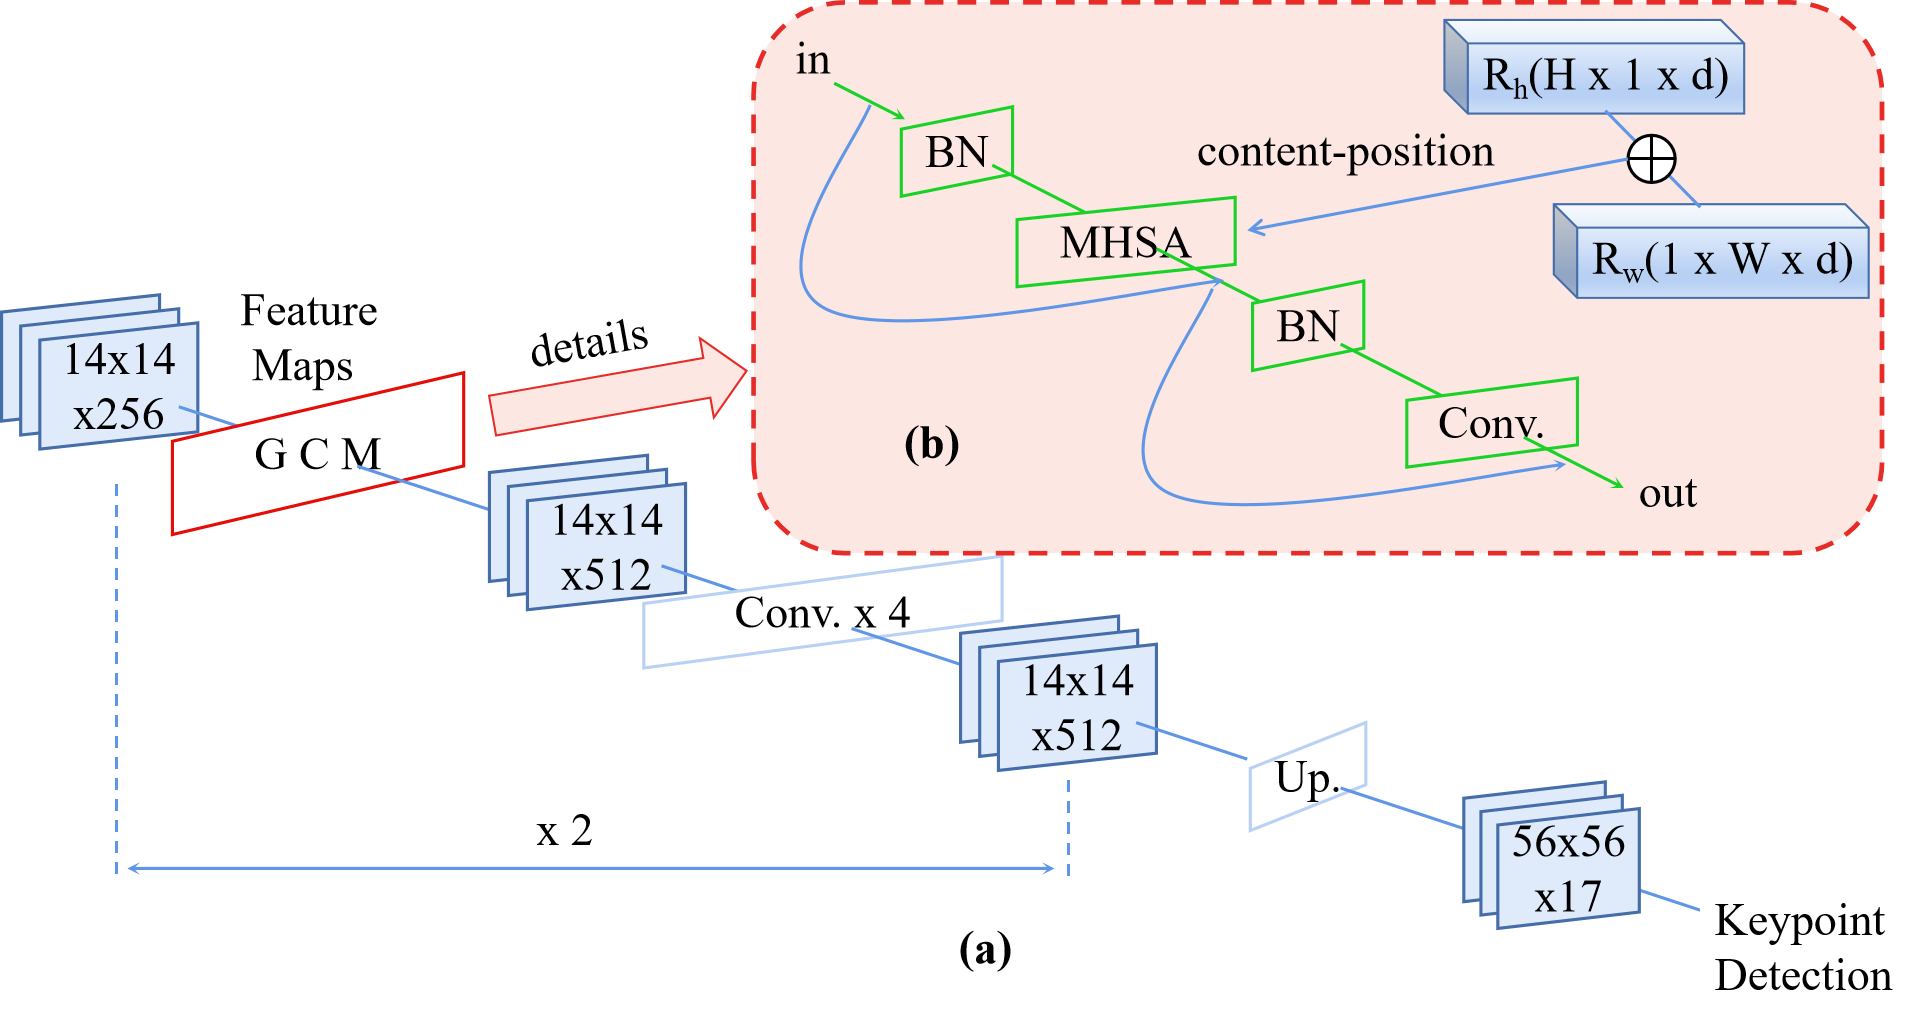 in
R_h(H x 1 x d)
BN
content-position
MHSA
R_w(1 x W x d)
BN
Conv.
(b)
out
Feature
Maps
details
14x14
x256
G C M
14x14
x512
Conv. x 4
14x14
x512
Up.
x 2
56x56
x17
Keypoint
Detection
(a)